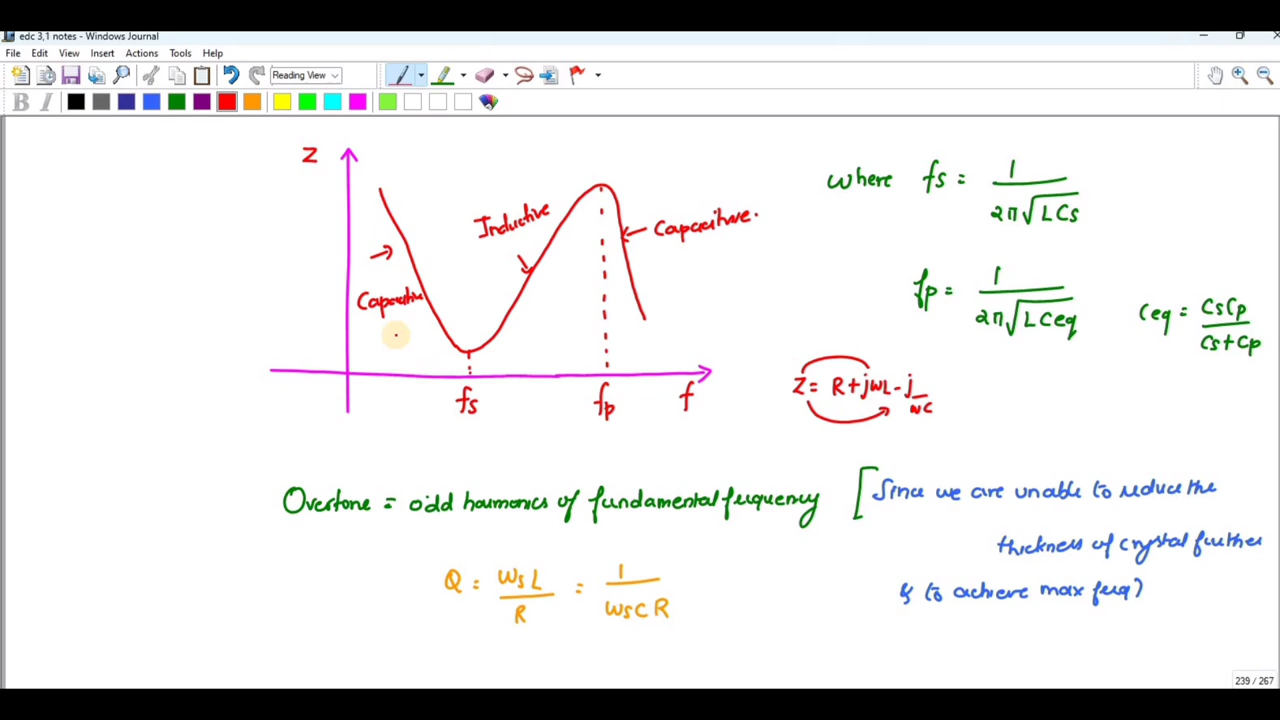 edc 3,1 notes - Windows Journal
File Edit View Insert Actions Tools Help
Reading View
B I
Z
Inductive
Capacitive.
Capacitive
fs
fp
f
where fs = 1 / 2π√LCs
fp = 1 / 2π√LCeq
Ceq = CsCp / Cs+Cp
Z = R+jωL-j/ωC
Overtone = odd harmonics of fundamental frequency
[Since we are unable to reduce the
thickness of crystal further
& to achieve max freq)
Q = ωsL / R = 1 / ωsCR
239 / 267